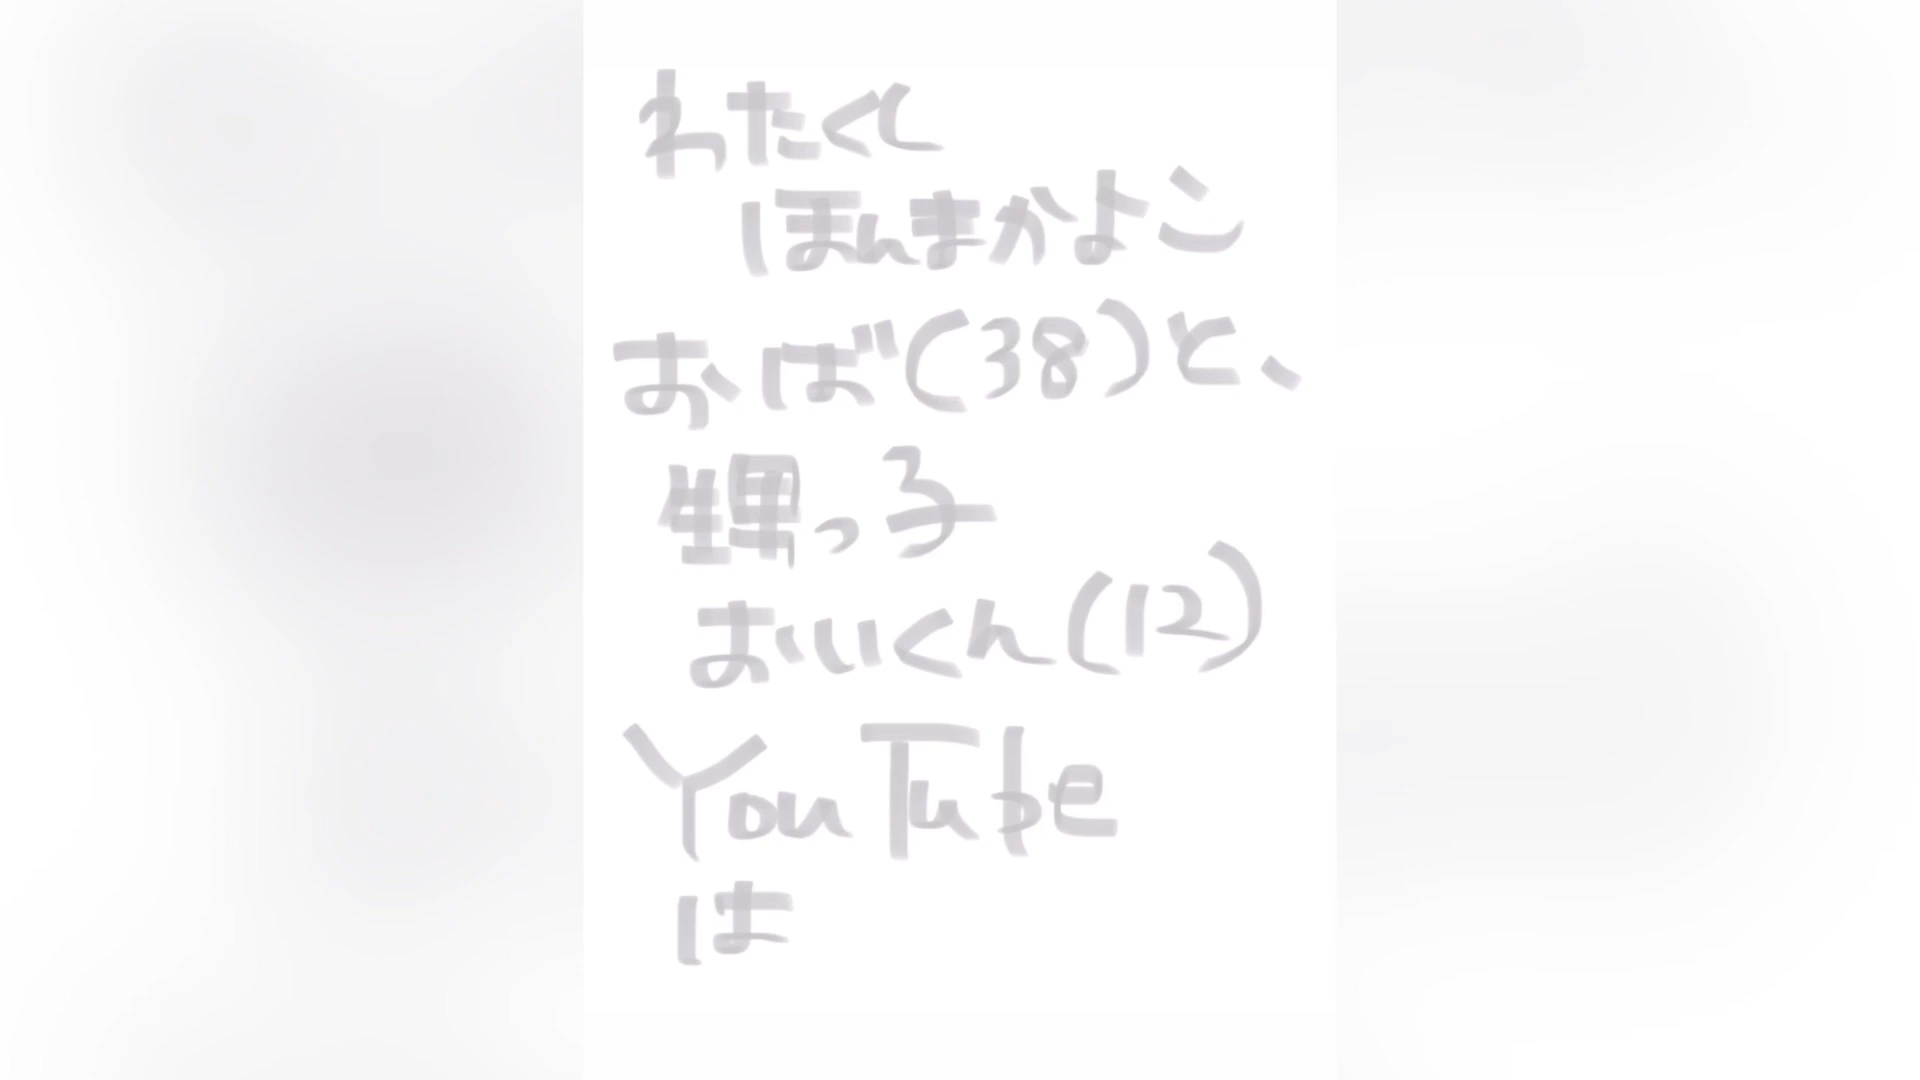 わたくし
ほんまかよこ
おば(38)と、
甥っ子
おいくん(12)
YouTube
は